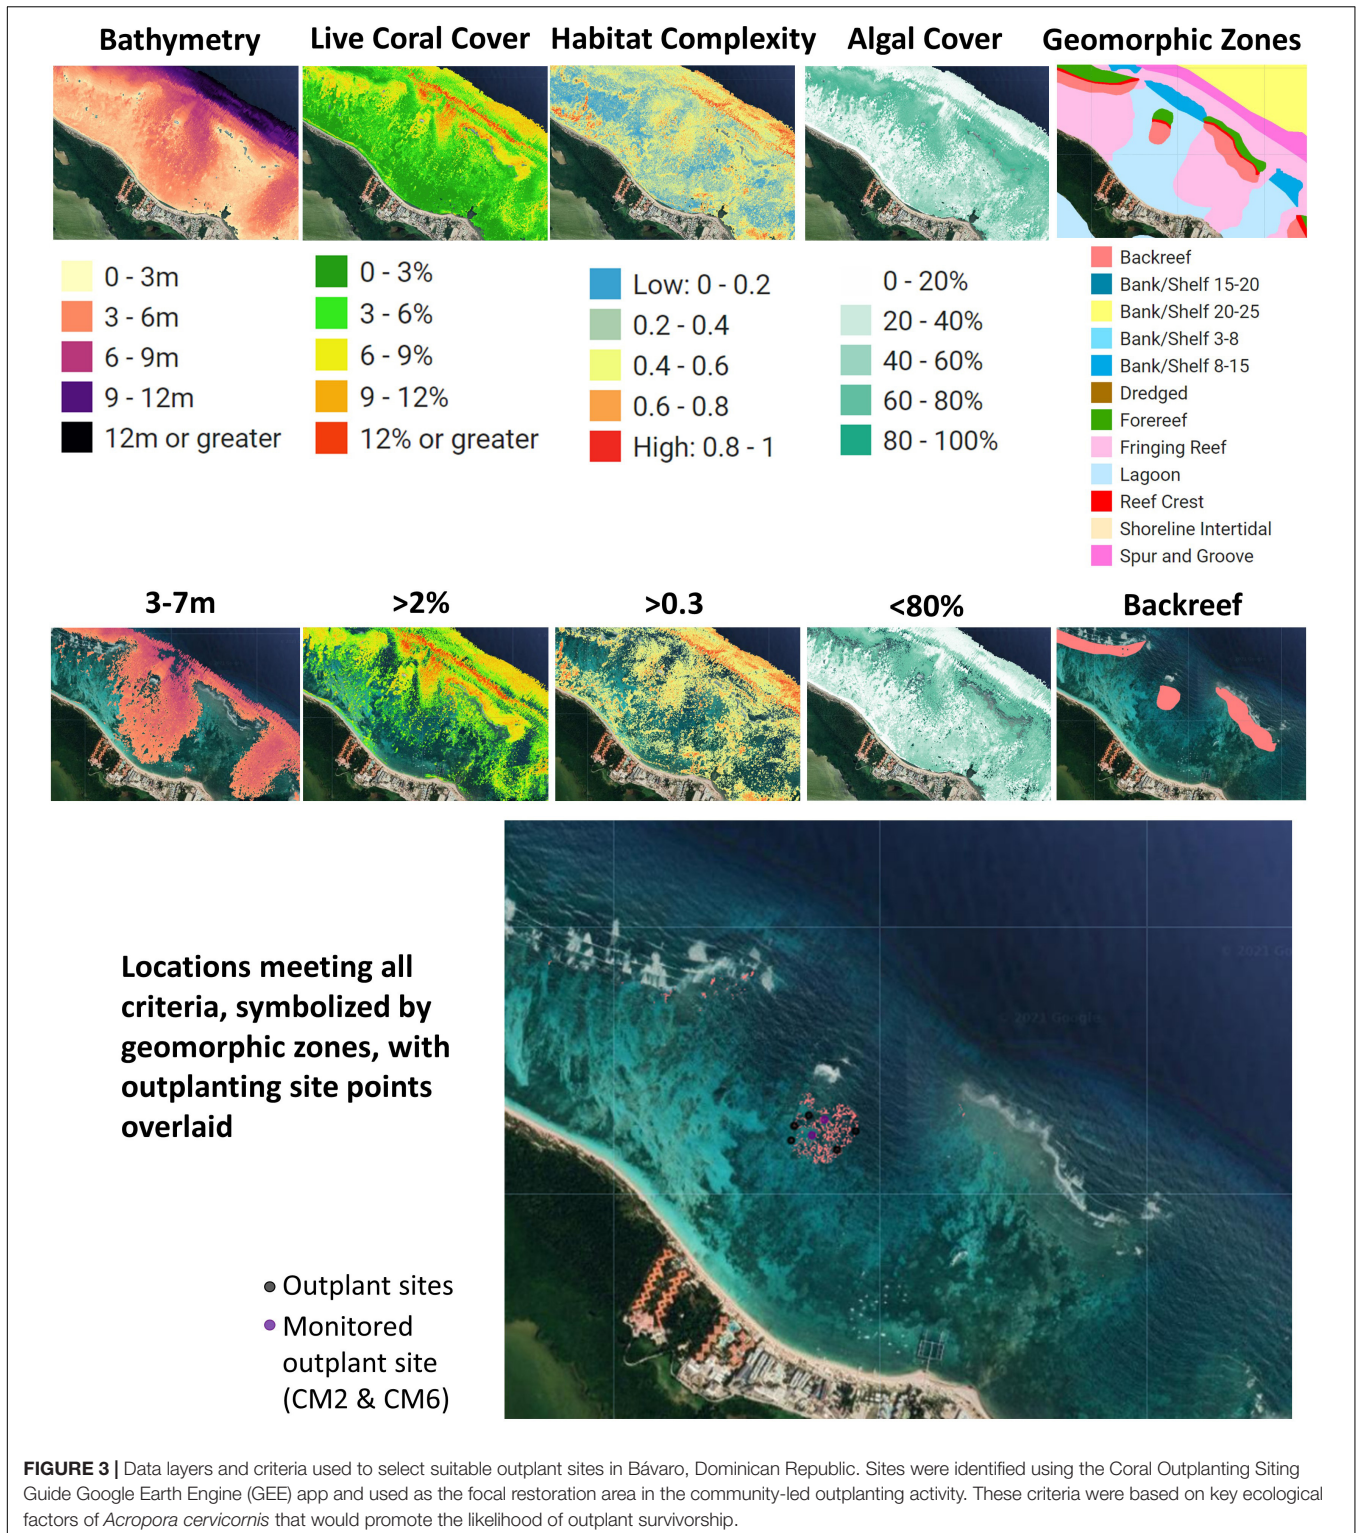 Bathymetry
Live Coral Cover
Habitat Complexity
Algal Cover
Geomorphic Zones
0 - 3m
3 - 6m
6 - 9m
9 - 12m
12m or greater
0 - 3%
3 - 6%
6 - 9%
9 - 12%
12% or greater
Low: 0 - 0.2
0.2 - 0.4
0.4 - 0.6
0.6 - 0.8
High: 0.8 - 1
0 - 20%
20 - 40%
40 - 60%
60 - 80%
80 - 100%
Backreef
Bank/Shelf 15-20
Bank/Shelf 20-25
Bank/Shelf 3-8
Bank/Shelf 8-15
Dredged
Forereef
Fringing Reef
Lagoon
Reef Crest
Shoreline Intertidal
Spur and Groove
3-7m
>2%
>0.3
<80%
Backreef
© 2021 Go
© 2021 Google
Locations meeting all
criteria, symbolized by
geomorphic zones, with
outplanting site points
overlaid
Outplant sites
Monitored
outplant site
(CM2 & CM6)
FIGURE 3 | Data layers and criteria used to select suitable outplant sites in Bávaro, Dominican Republic. Sites were identified using the Coral Outplanting Siting
Guide Google Earth Engine (GEE) app and used as the focal restoration area in the community-led outplanting activity. These criteria were based on key ecological
factors of Acropora cervicornis that would promote the likelihood of outplant survivorship.